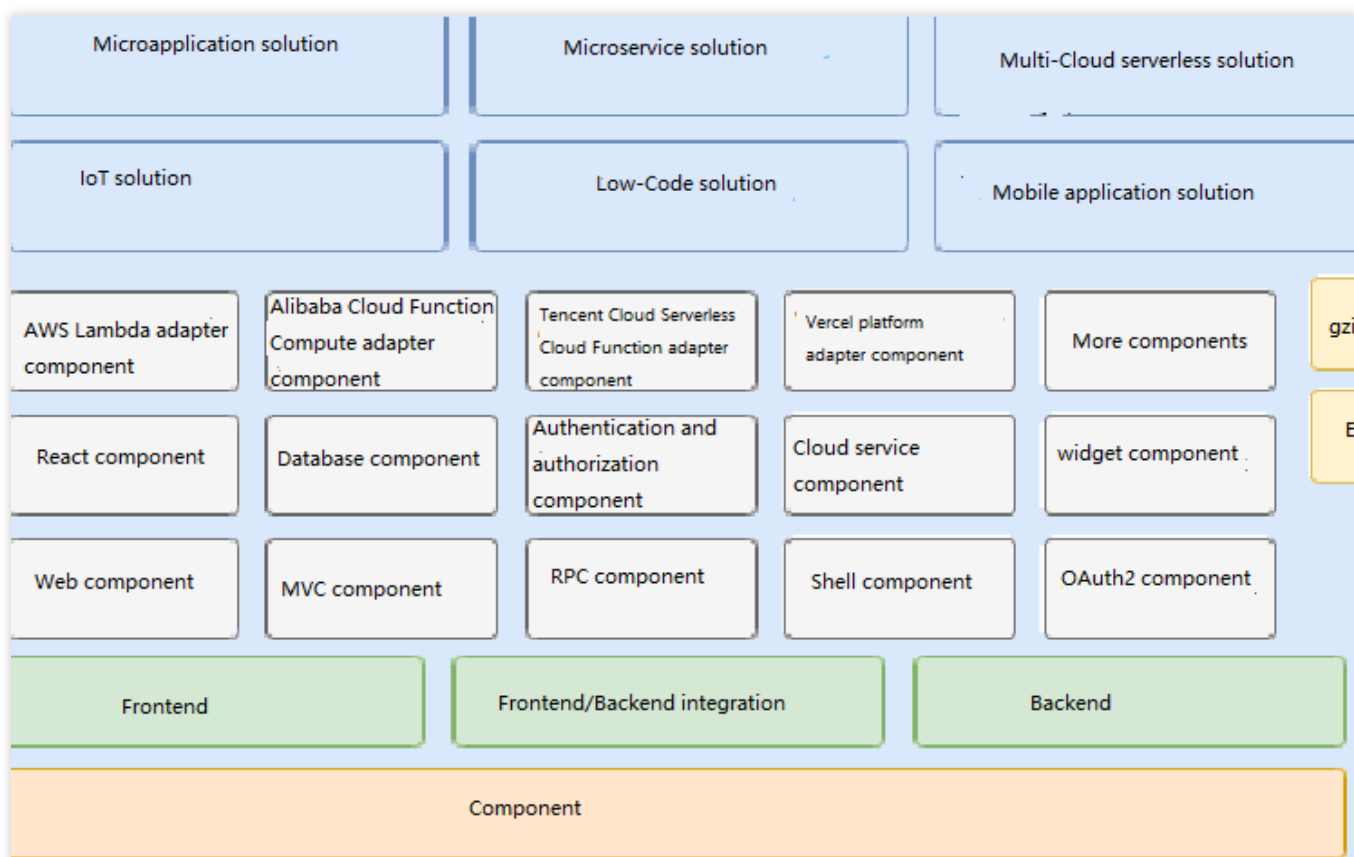 Microapplication solution
Microservice solution
Multi-Cloud serverless solution
IoT solution
Low-Code solution
Mobile application solution
AWS Lambda adapter
component
Alibaba Cloud Function
Compute adapter
component
Tencent Cloud Serverless
Cloud Function adapter
component
Vercel platform
adapter component
More components
React component
Database component
Authentication and
authorization
component
Cloud service
component
widget component
Web component
MVC component
RPC component
Shell component
OAuth2 component
Frontend
Frontend/Backend integration
Backend
Component